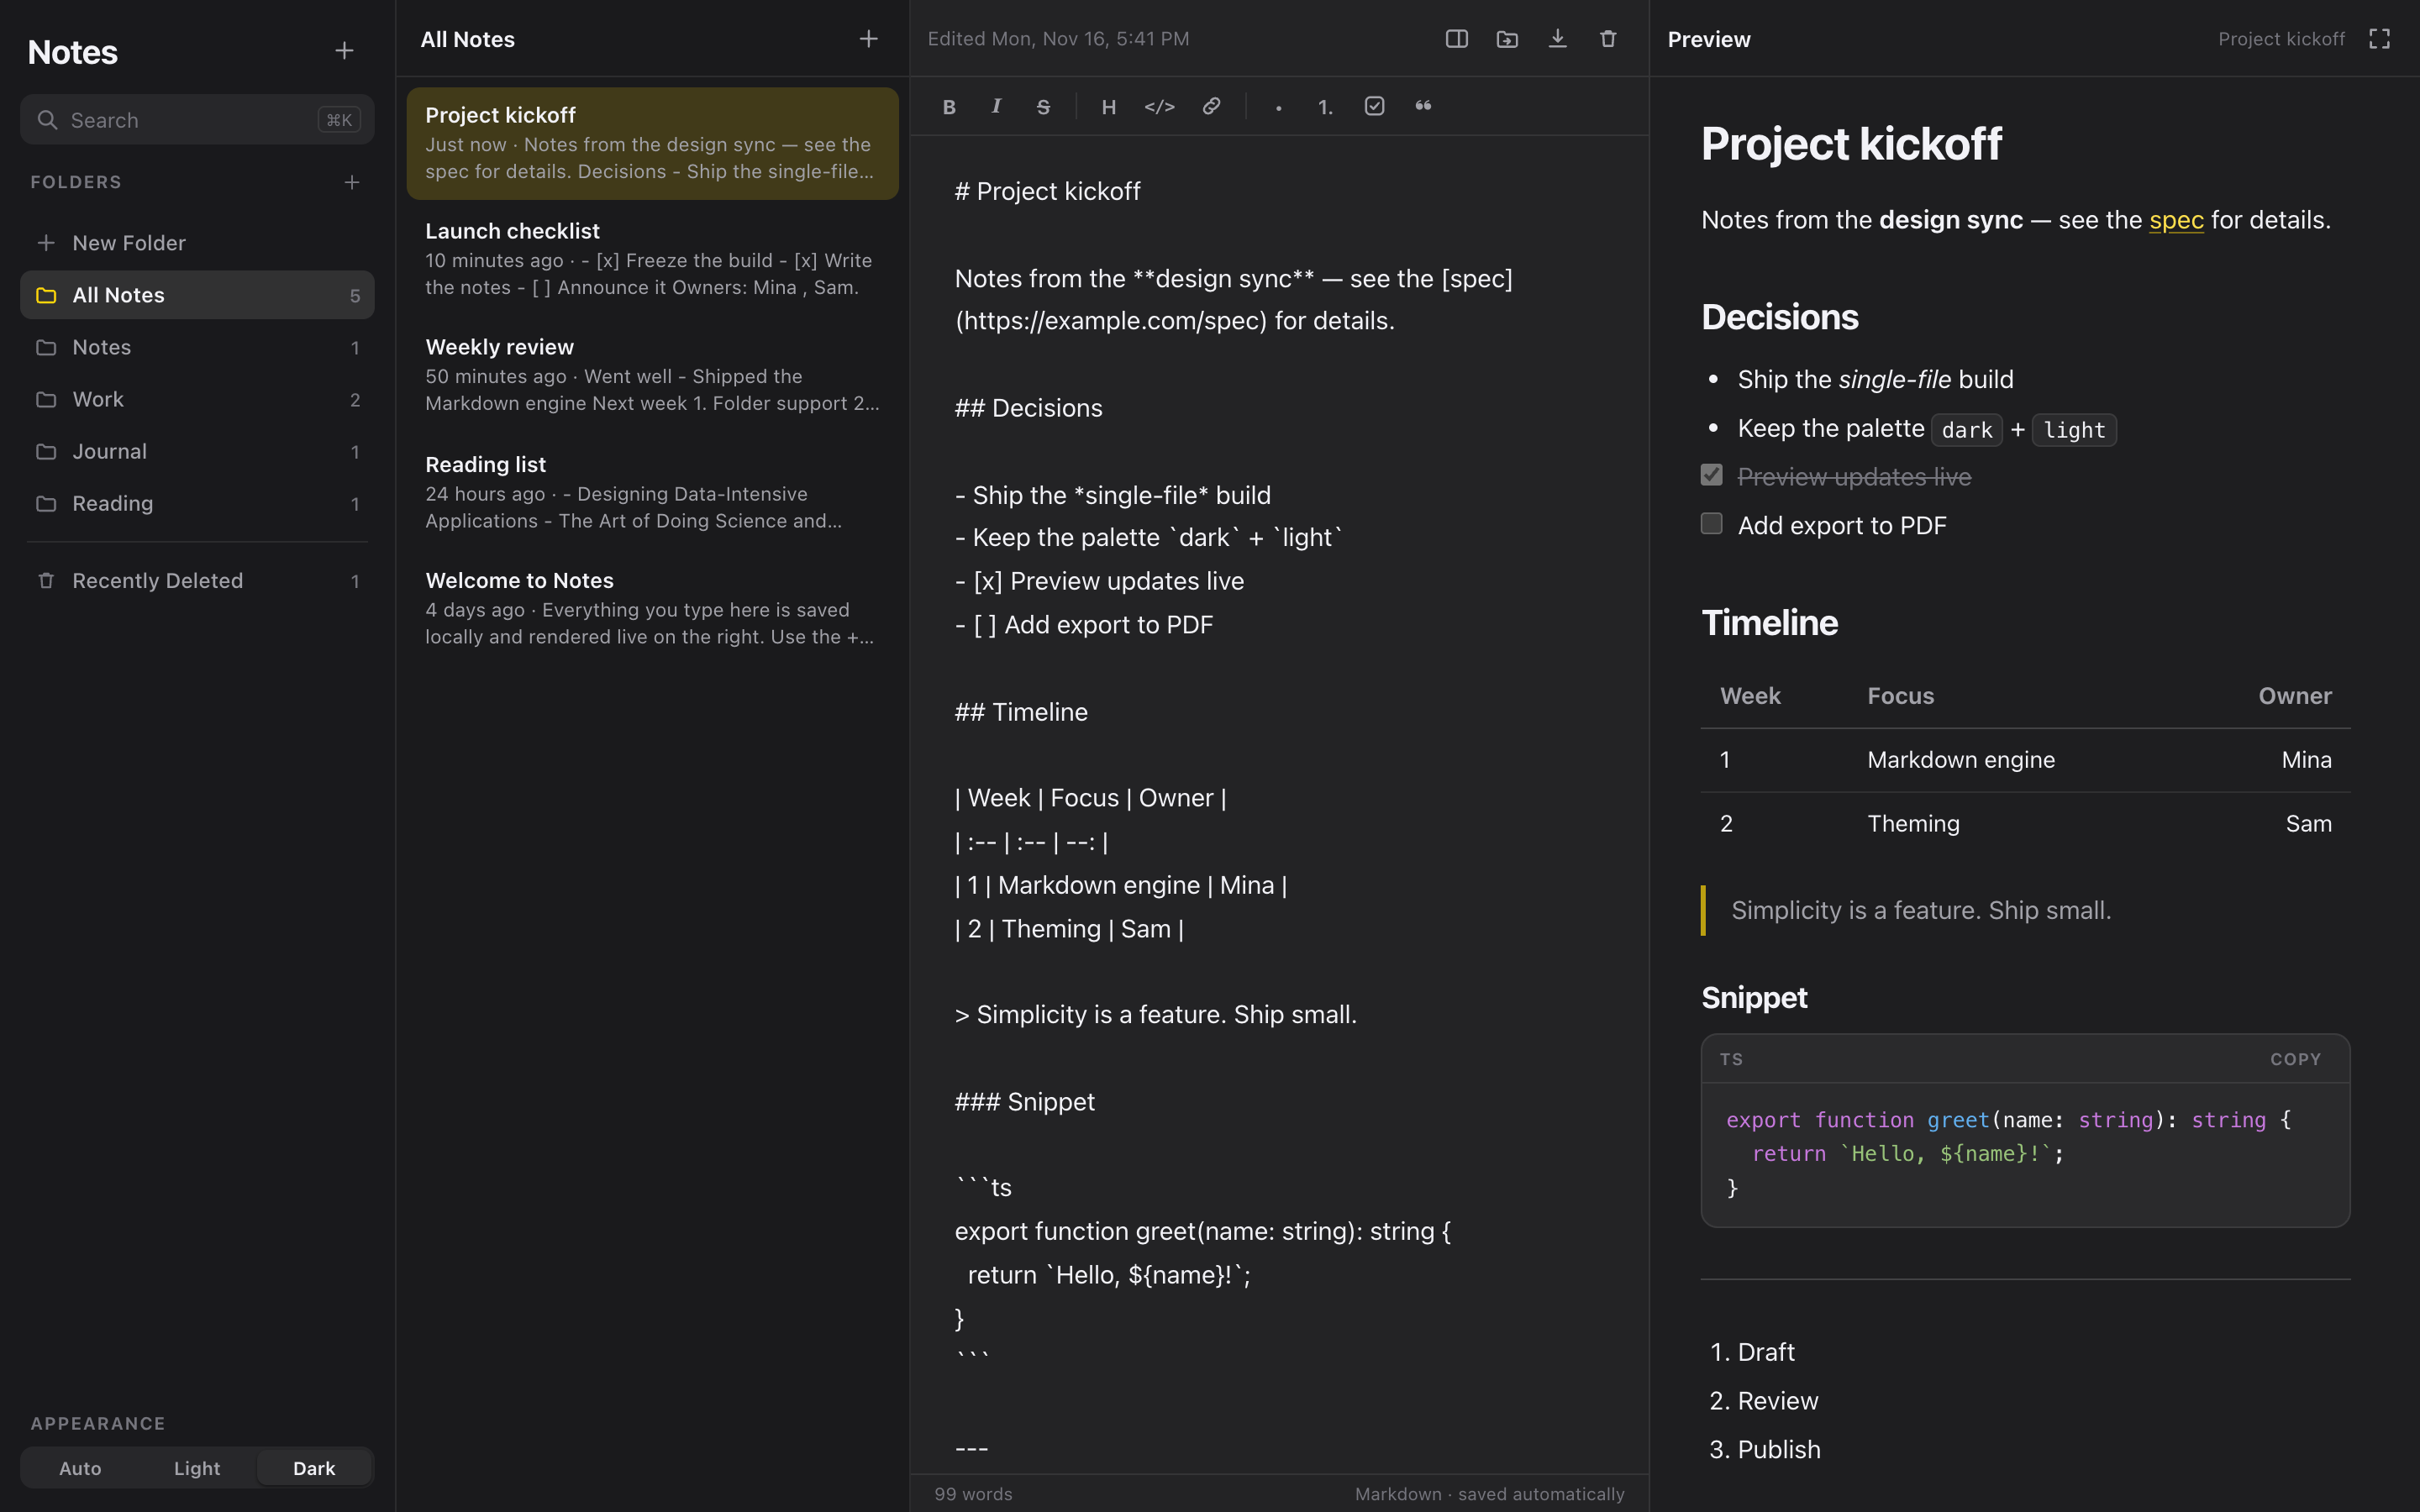 Notes
Search ⌘K
FOLDERS
New Folder
All Notes 5
Notes 1
Work 2
Journal 1
Reading 1
Recently Deleted 1
APPEARANCE
Auto Light Dark
All Notes
Project kickoff
Just now · Notes from the design sync — see the
spec for details. Decisions - Ship the single-file...
Launch checklist
10 minutes ago · - [x] Freeze the build - [x] Write
the notes - [ ] Announce it Owners: Mina , Sam.
Weekly review
50 minutes ago · Went well - Shipped the
Markdown engine Next week 1. Folder support 2...
Reading list
24 hours ago · - Designing Data-Intensive
Applications - The Art of Doing Science and...
Welcome to Notes
4 days ago · Everything you type here is saved
locally and rendered live on the right. Use the +...
Edited Mon, Nov 16, 5:41 PM
B I S H </> • 1. “
# Project kickoff
Notes from the **design sync** — see the [spec]
(https://example.com/spec) for details.
## Decisions
- Ship the *single-file* build
- Keep the palette `dark` + `light`
- [x] Preview updates live
- [ ] Add export to PDF
## Timeline
| Week | Focus | Owner |
| :-- | :-- | --: |
| 1 | Markdown engine | Mina |
| 2 | Theming | Sam |
> Simplicity is a feature. Ship small.
### Snippet
```ts
export function greet(name: string): string {
  return `Hello, ${name}!`;
}
```
---
99 words Markdown · saved automatically
Preview Project kickoff
Project kickoff
Notes from the design sync — see the spec for details.
Decisions
• Ship the single-file build
• Keep the palette dark + light
Preview updates live
Add export to PDF
Timeline
Week Focus Owner
1 Markdown engine Mina
2 Theming Sam
Simplicity is a feature. Ship small.
Snippet
TS COPY
export function greet(name: string): string {
  return `Hello, ${name}!`;
}
1. Draft
2. Review
3. Publish